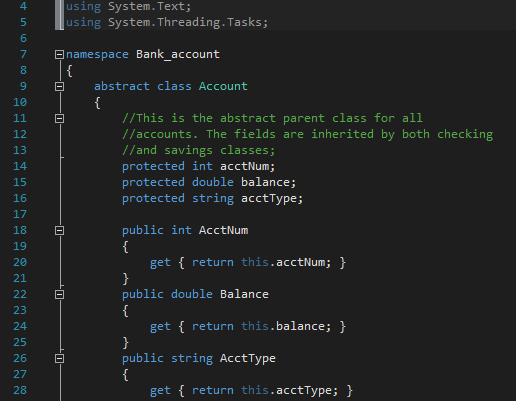 4 using System.Text;
5 using System.Threading.Tasks;
6
7 namespace Bank_account
8 {
9 abstract class Account
10 {
11 //This is the abstract parent class for all
12 //accounts. The fields are inherited by both checking
13 //and savings classes;
14 protected int acctNum;
15 protected double balance;
16 protected string acctType;
17
18 public int AcctNum
19 {
20 get { return this.acctNum; }
21 }
22 public double Balance
23 {
24 get { return this.balance; }
25 }
26 public string AcctType
27 {
28 get { return this.acctType; }